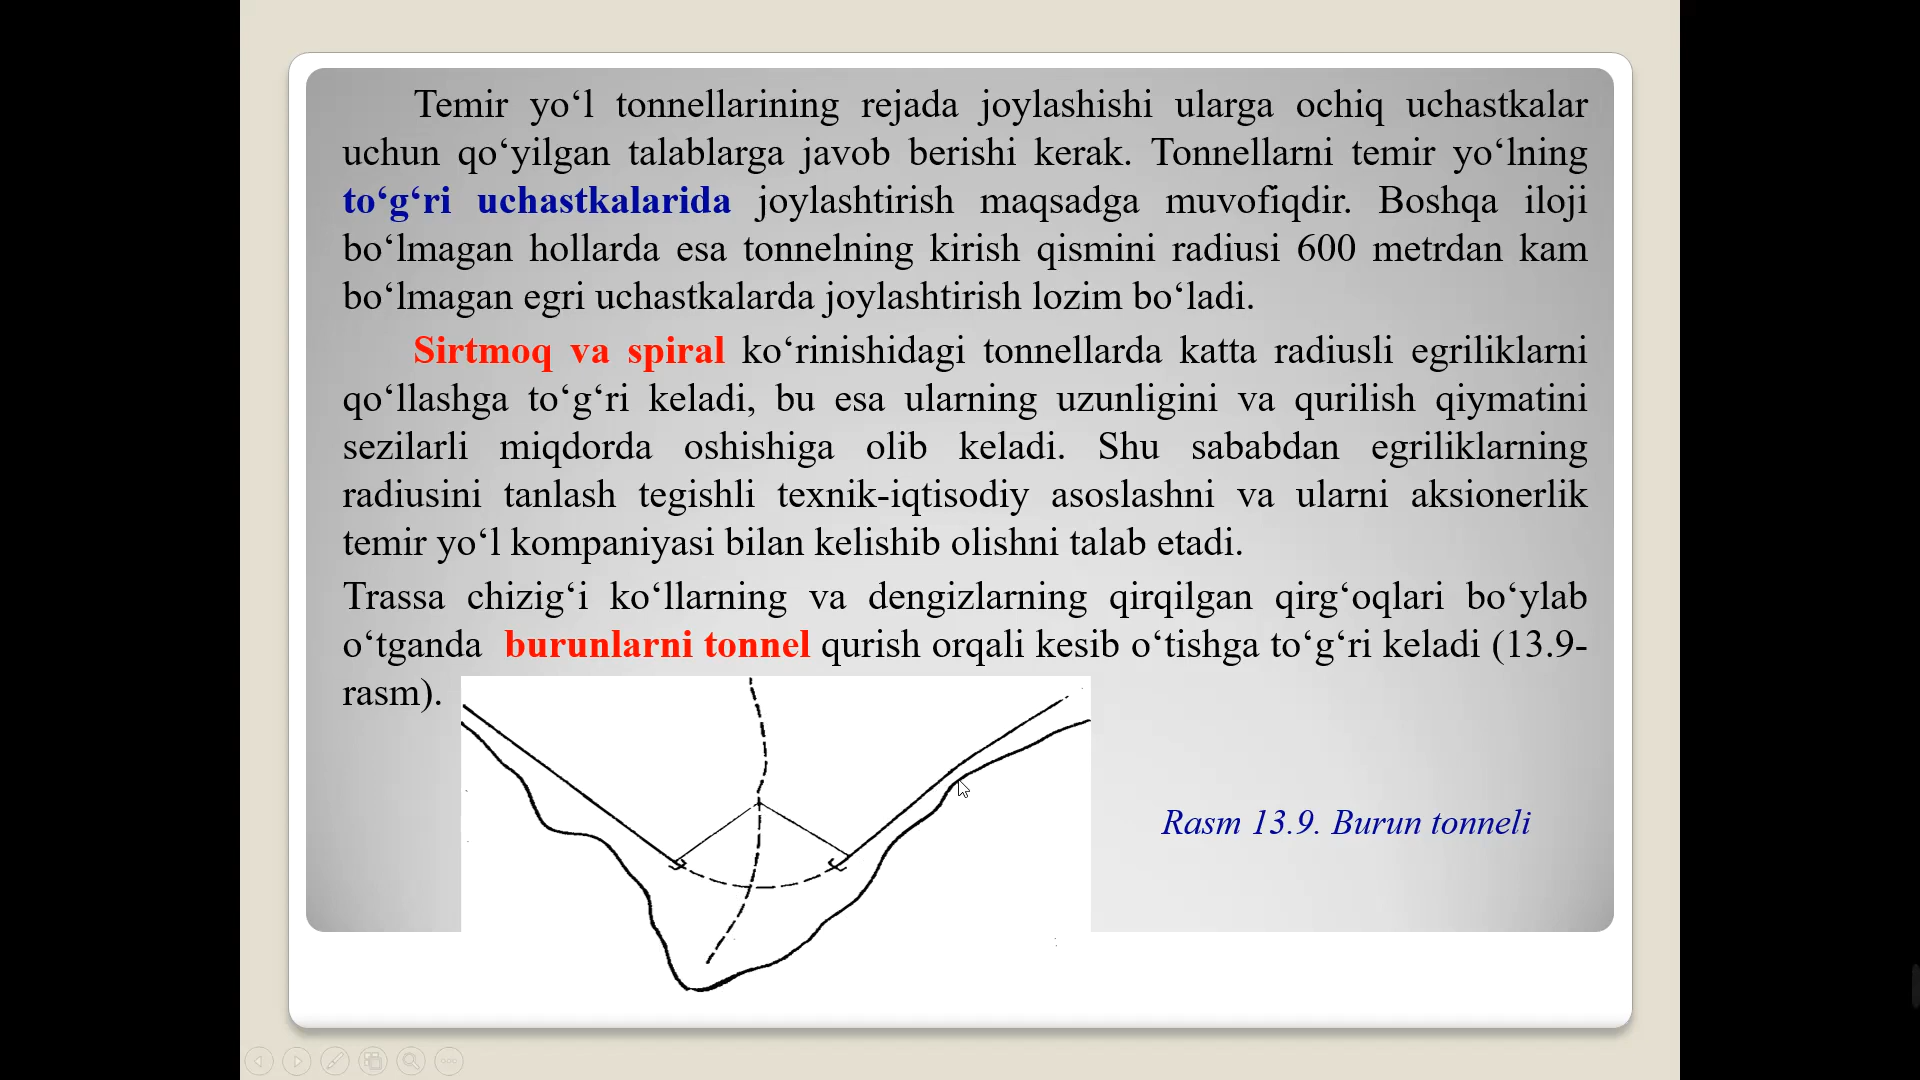 Temir yo‘l tonnellarining rejada joylashishi ularga ochiq uchastkalar
uchun qo‘yilgan talablarga javob berishi kerak. Tonnellarni temir yo‘lning
to‘g‘ri uchastkalarida joylashtirish maqsadga muvofiqdir. Boshqa iloji
bo‘lmagan hollarda esa tonnelning kirish qismini radiusi 600 metrdan kam
bo‘lmagan egri uchastkalarda joylashtirish lozim bo‘ladi.
Sirtmoq va spiral ko‘rinishidagi tonnellarda katta radiusli egriliklarni
qo‘llashga to‘g‘ri keladi, bu esa ularning uzunligini va qurilish qiymatini
sezilarli miqdorda oshishiga olib keladi. Shu sababdan egriliklarning
radiusini tanlash tegishli texnik-iqtisodiy asoslashni va ularni aksionerlik
temir yo‘l kompaniyasi bilan kelishib olishni talab etadi.
Trassa chizig‘i ko‘llarning va dengizlarning qirqilgan qirg‘oqlari bo‘ylab
o‘tganda burunlarni tonnel qurish orqali kesib o‘tishga to‘g‘ri keladi (13.9-
rasm).
Rasm 13.9. Burun tonneli